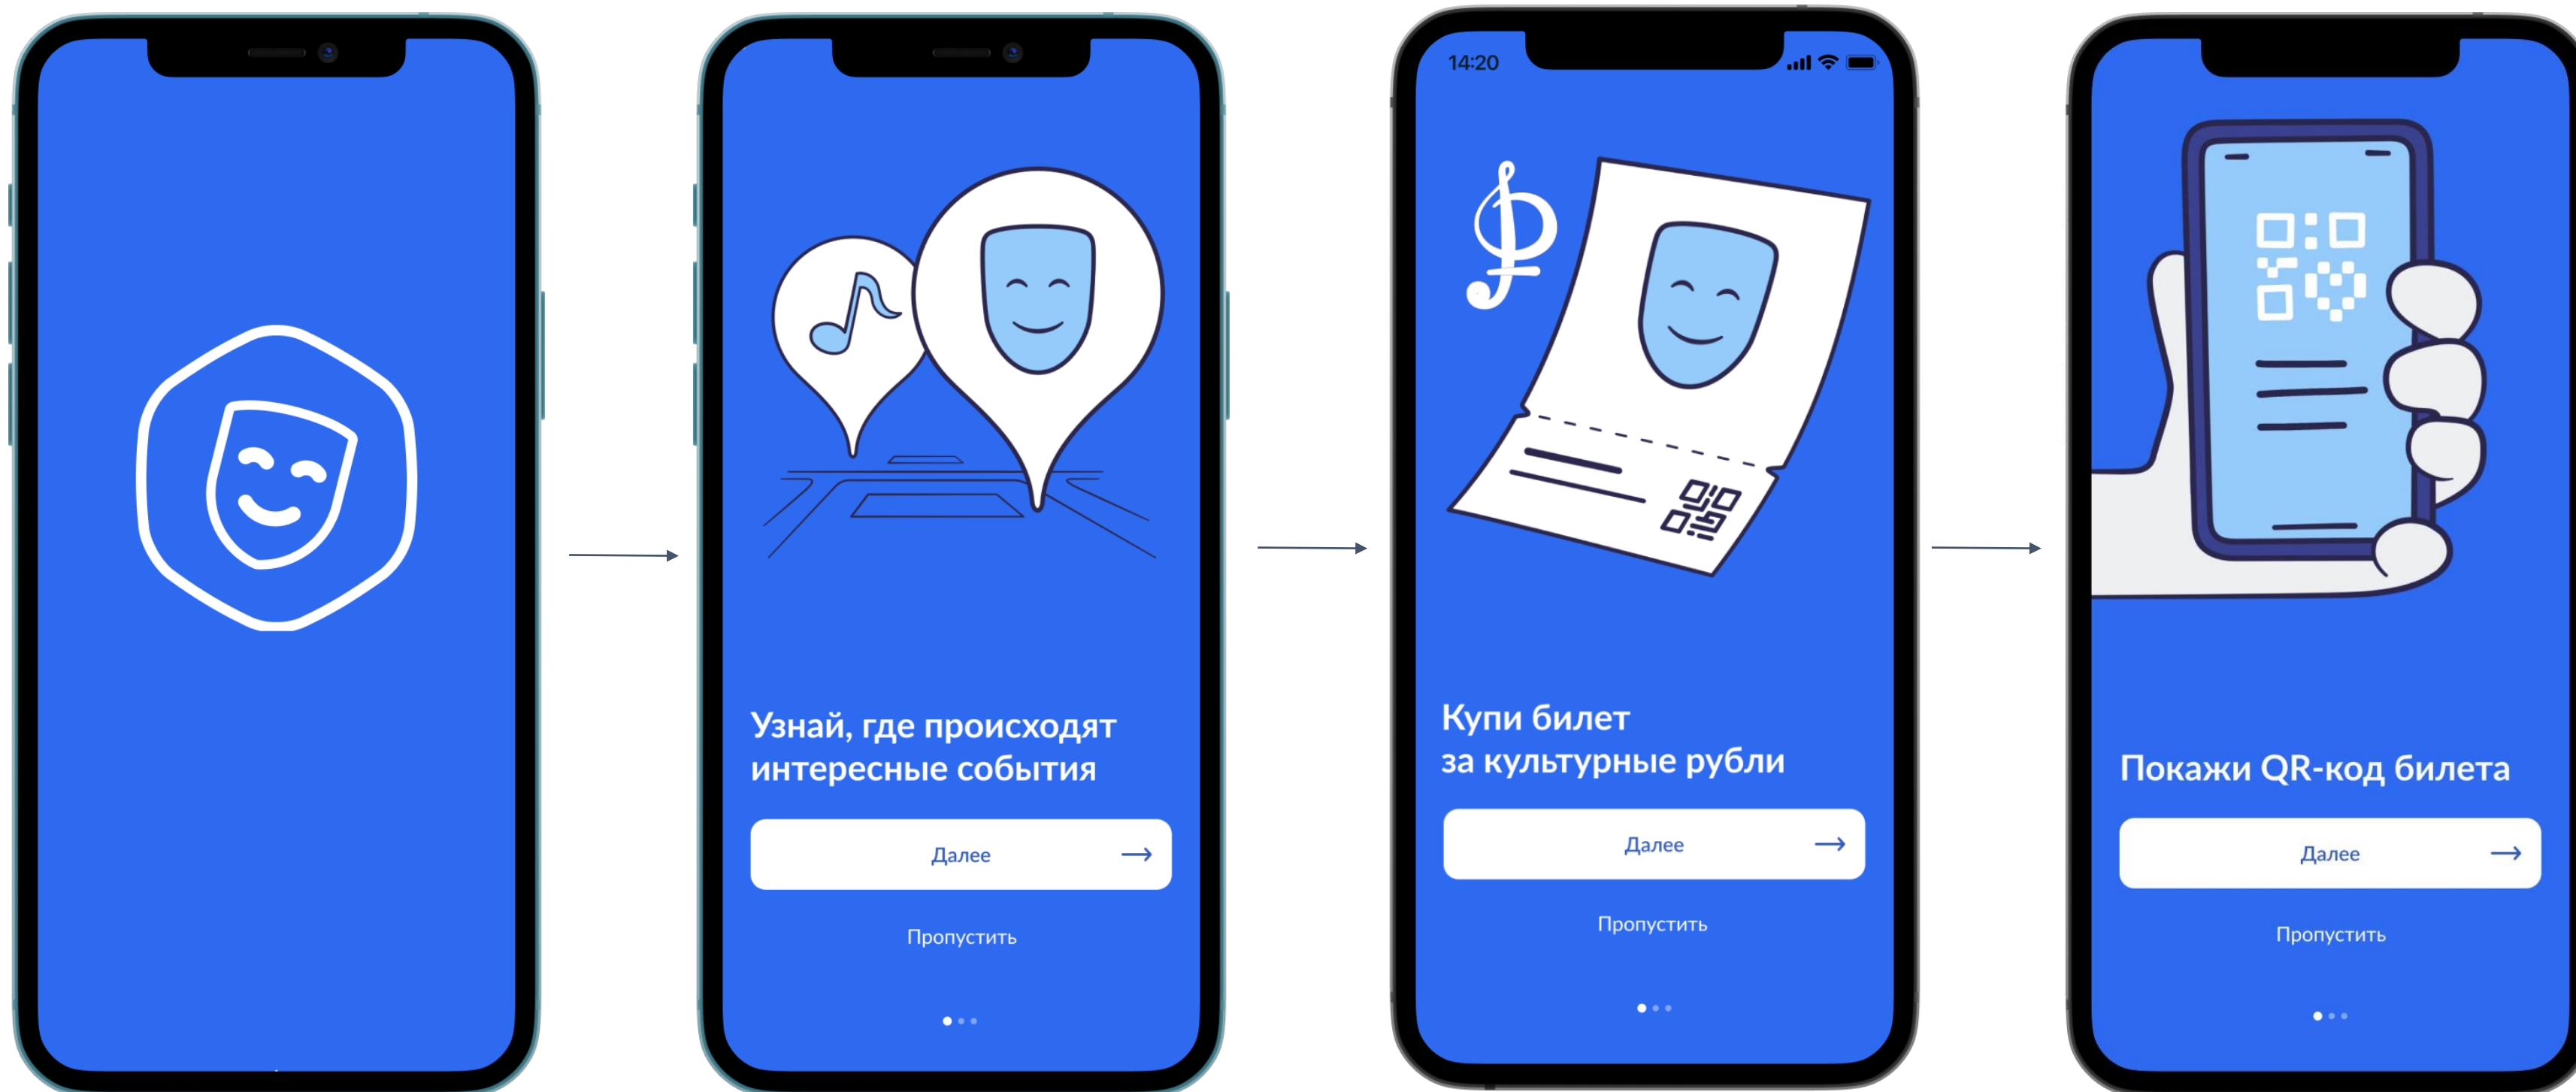 Узнай, где происходят
интересные события
Далее
Пропустить
14:20
Купи билет
за культурные рубли
Далее
Пропустить
Покажи QR-код билета
Далее
Пропустить